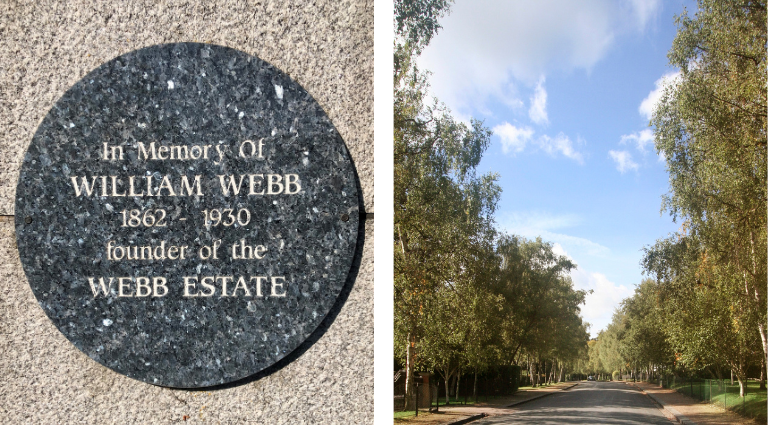 In Memory Of
WILLIAM WEBB
1862 - 1930
founder of the
WEBB ESTATE